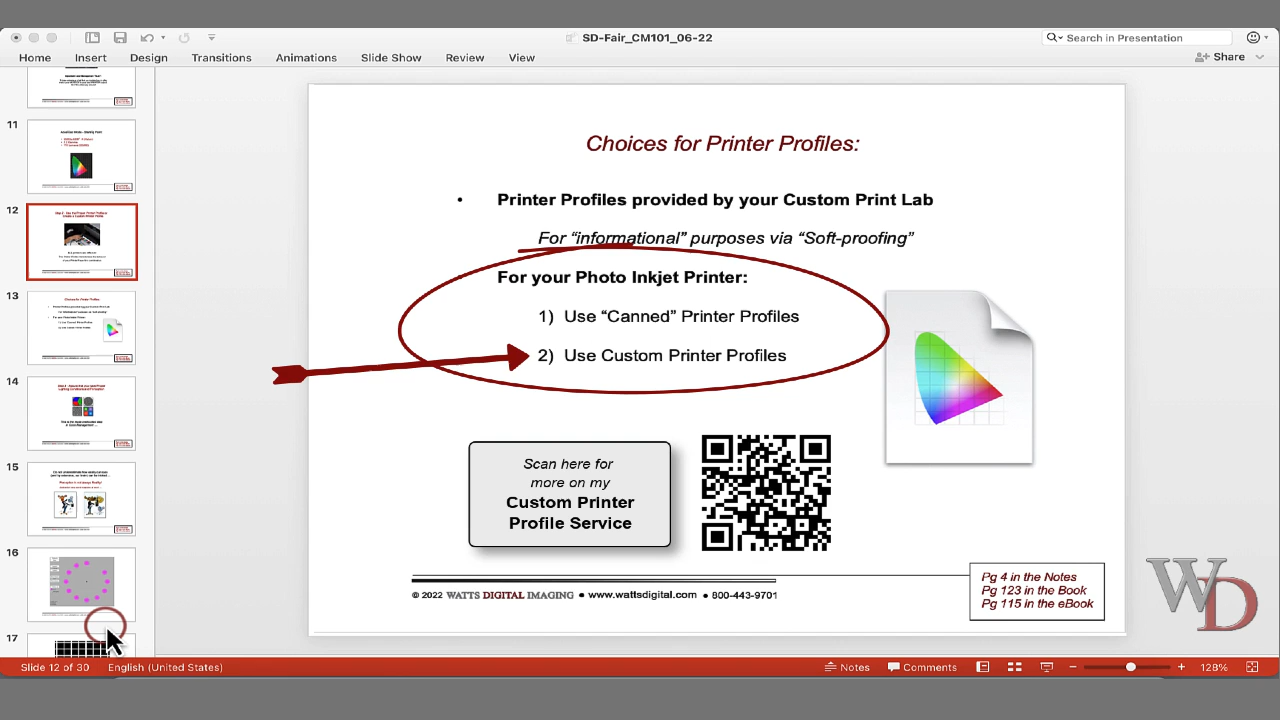 SD-Fair_CM101_06-22
Search in Presentation
Home Insert Design Transitions Animations Slide Show Review View
Share
11
12
13
14
15
16
17
Choices for Printer Profiles:
• Printer Profiles provided by your Custom Print Lab
For “informational” purposes via “Soft-proofing”
For your Photo Inkjet Printer:
1) Use “Canned” Printer Profiles
2) Use Custom Printer Profiles
Scan here for
more on my
Custom Printer
Profile Service
© 2022 WATTS DIGITAL IMAGING ● www.wattsdigital.com ● 800-443-9701
Pg 4 in the Notes
Pg 123 in the Book
Pg 115 in the eBook
WD
Slide 12 of 30 English (United States)
Notes Comments 128%